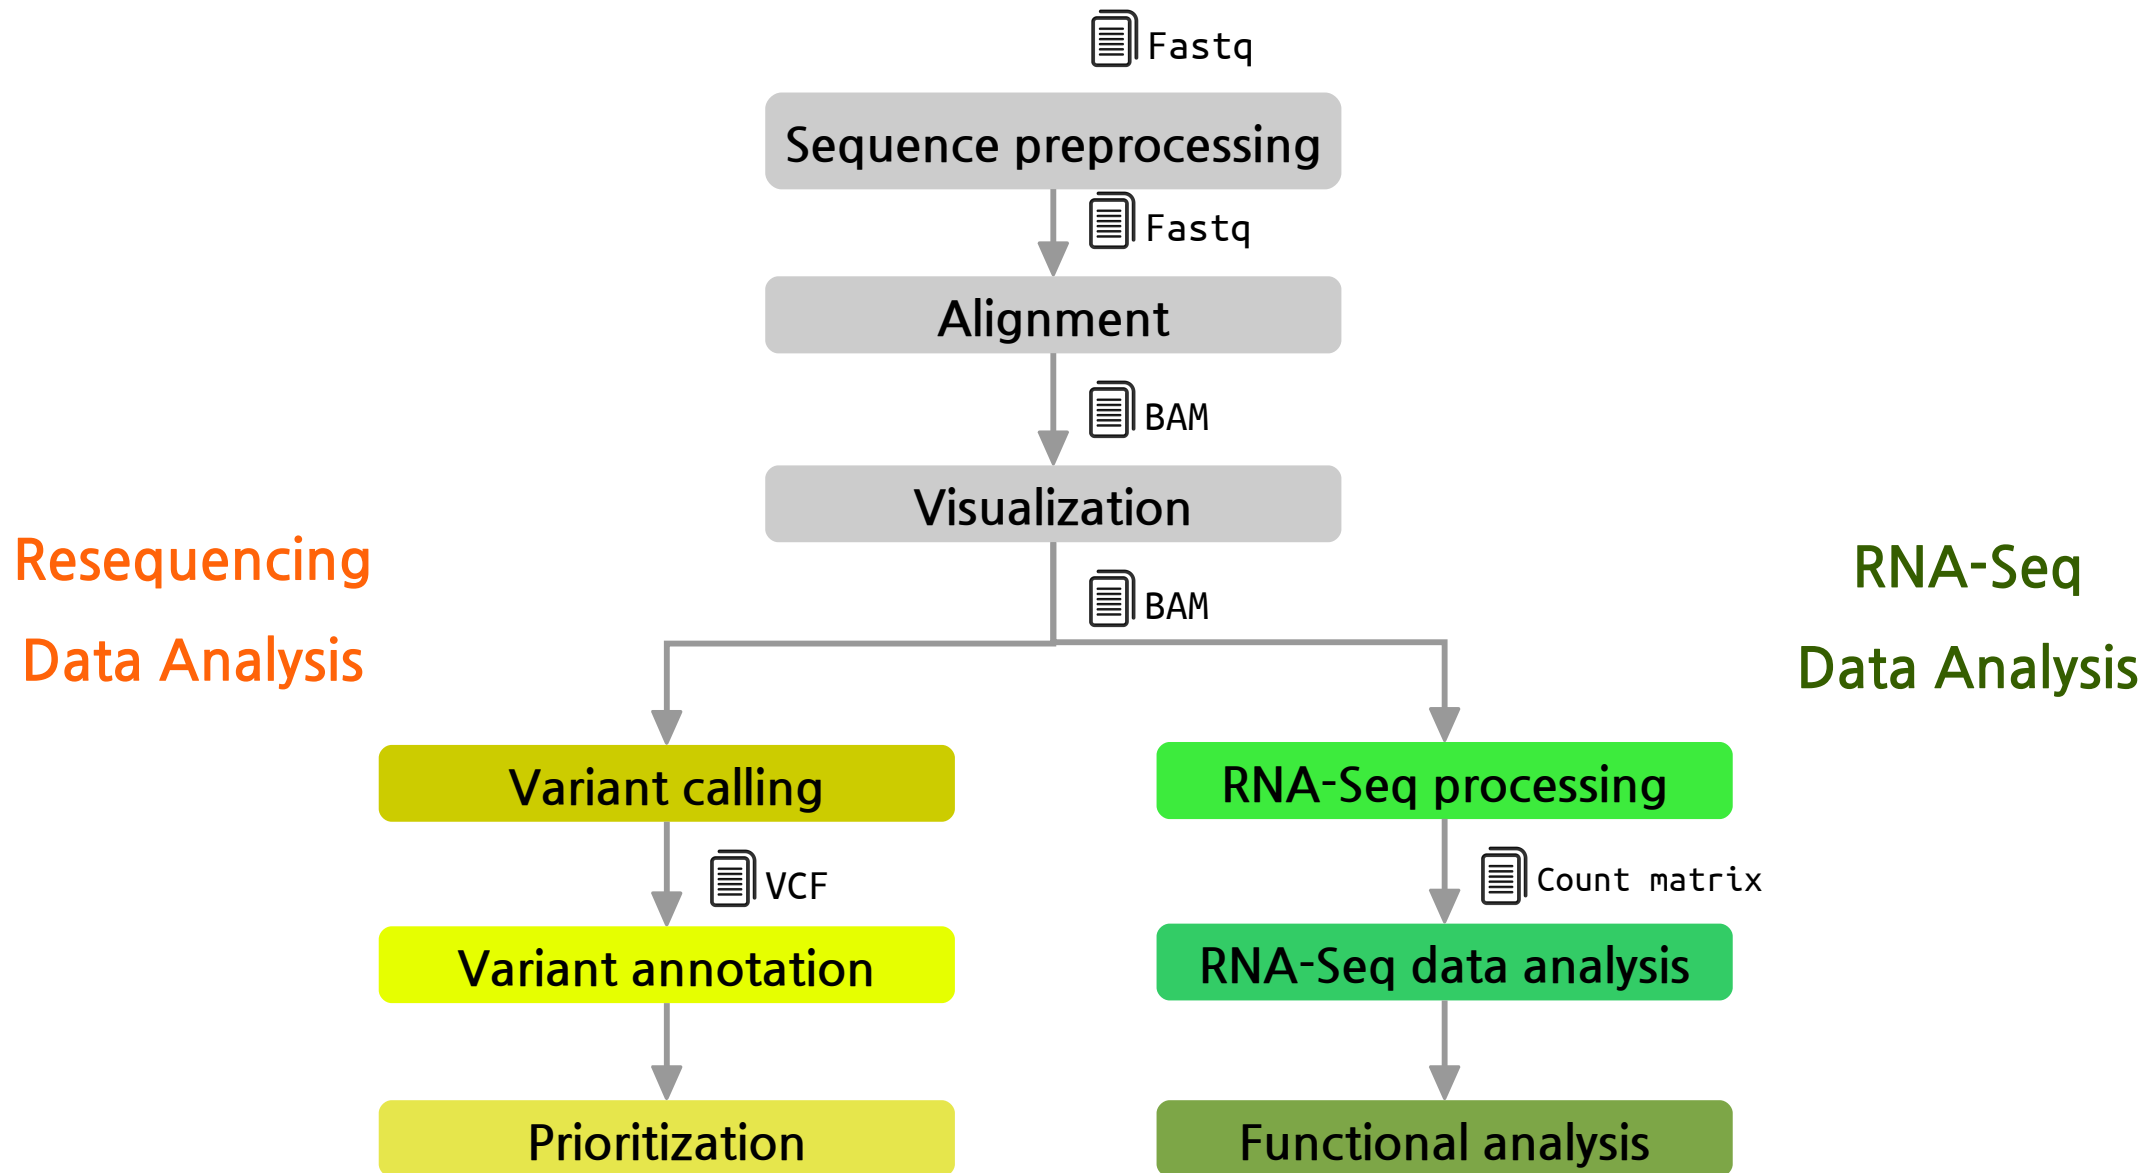 Fastq
Sequence preprocessing
Fastq
Alignment
BAM
Visualization
BAM
Resequencing
Data Analysis
RNA-Seq
Data Analysis
Variant calling
VCF
Variant annotation
Prioritization
RNA-Seq processing
Count matrix
RNA-Seq data analysis
Functional analysis